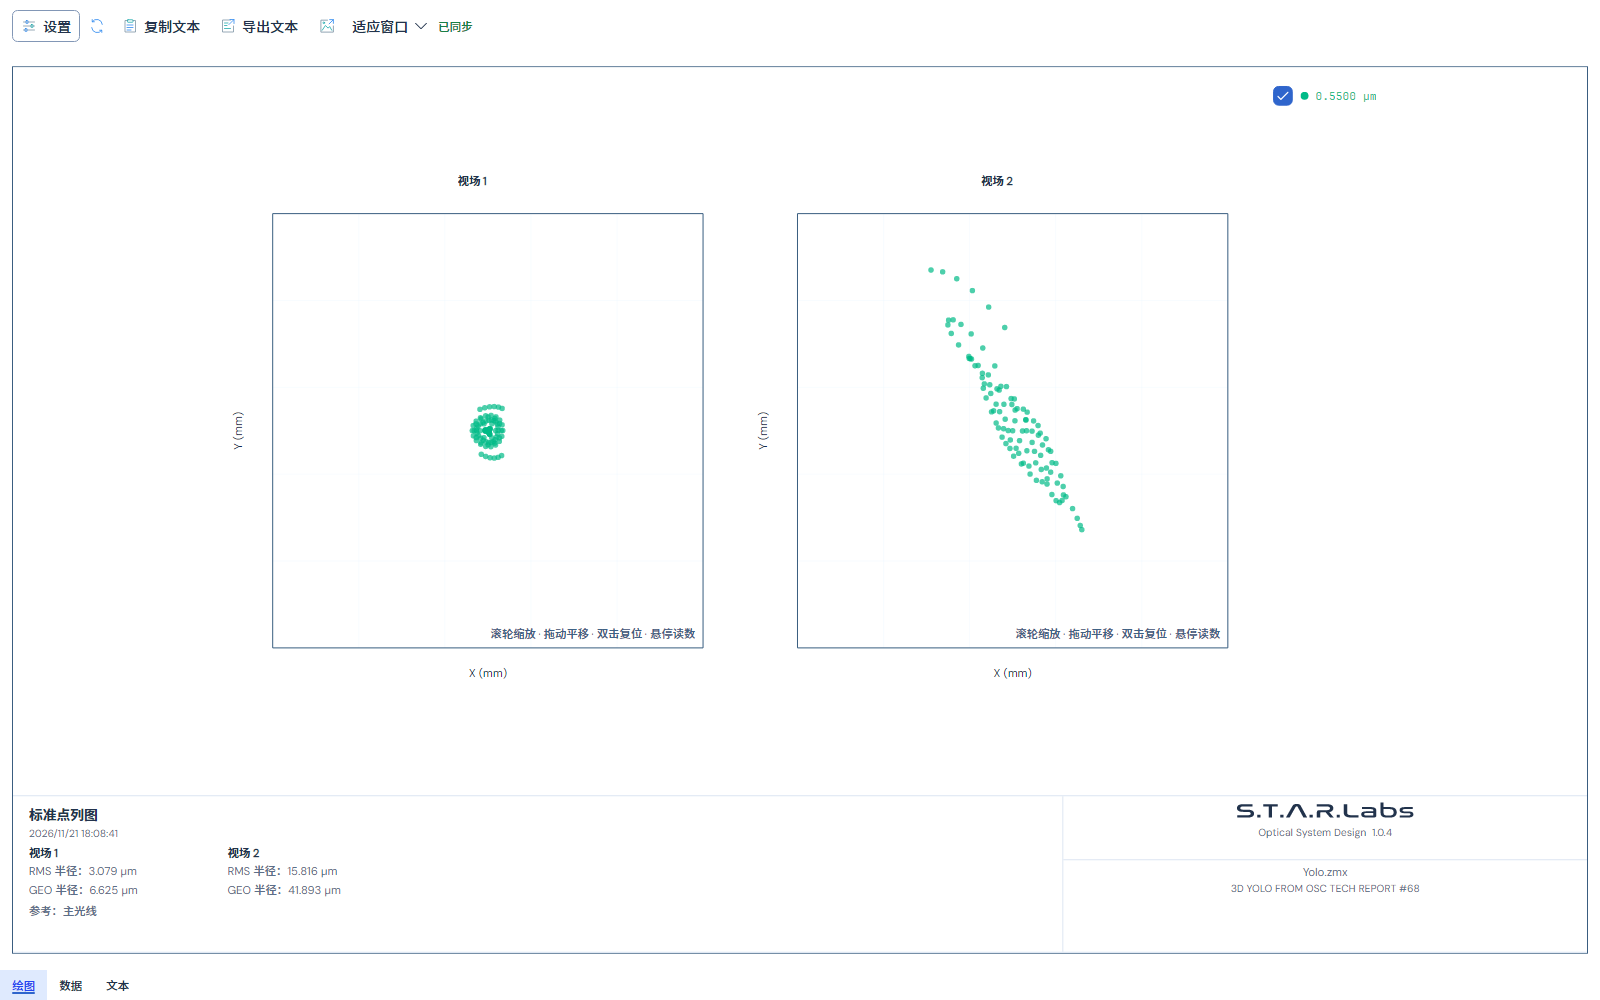 设置 复制文本 导出文本 适应窗口 已同步
0.5500 µm
视场 1 视场 2
Y (mm) Y (mm)
滚轮缩放 · 拖动平移 · 双击复位 · 悬停读数 滚轮缩放 · 拖动平移 · 双击复位 · 悬停读数
X (mm) X (mm)
标准点列图
2026/11/21 18:08:41
视场 1 视场 2
RMS 半径：3.079 µm RMS 半径：15.816 µm
GEO 半径：6.625 µm GEO 半径：41.893 µm
参考：主光线
S.T.A.R.Labs
Optical System Design 1.0.4
Yolo.zmx
3D YOLO FROM OSC TECH REPORT #68
绘图 数据 文本